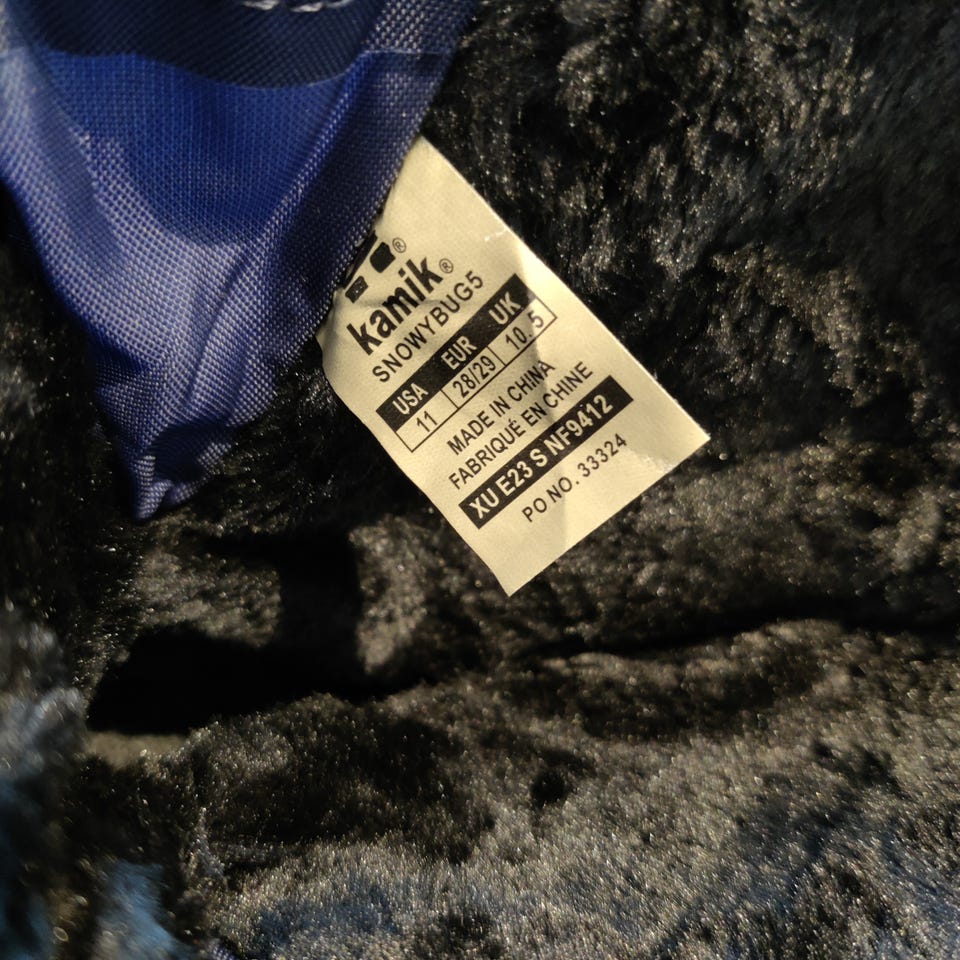 ®
kamik®
SNOWYBUG5
USA EUR UK
11 28/29 10.5
MADE IN CHINA
FABRIQUÉ EN CHINE
XU E23 S NF9412
PO NO. 33324